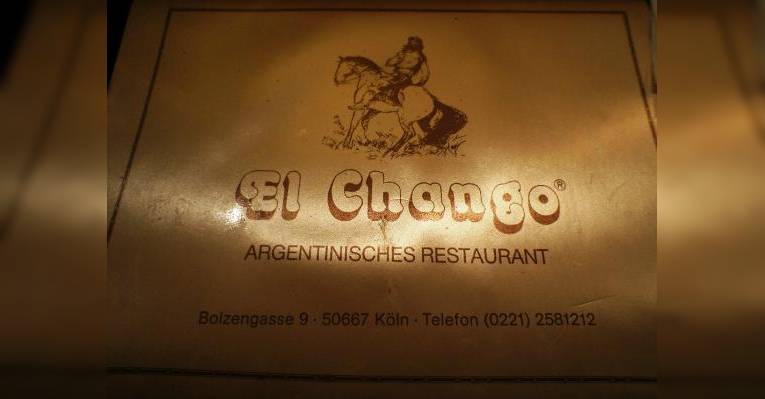 El Chango®
ARGENTINISCHES RESTAURANT
Bolzengasse 9 · 50667 Köln · Telefon (0221) 2581212